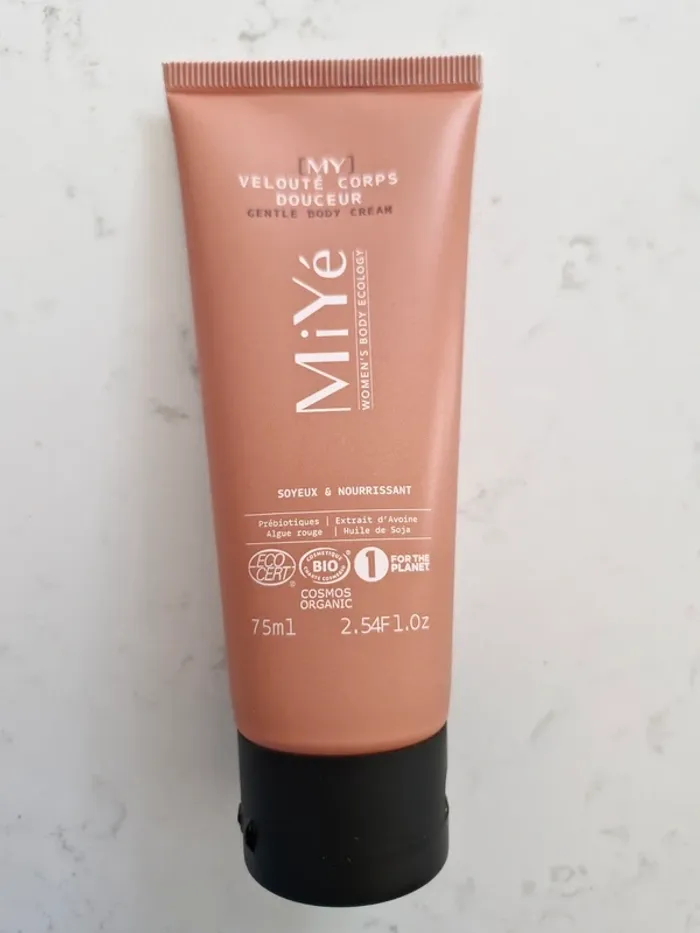 [MY]
VELOUTÉ CORPS
DOUCEUR
GENTLE BODY CREAM
MiYé
WOMEN'S BODY ECOLOGY
SOYEUX & NOURRISSANT
Prébiotiques | Extrait d'Avoine
Algue rouge | Huile de Soja
ECO
CERT
®
COSMÉTIQUE
BIO
®
1
FOR THE
PLANET
COSMOS
ORGANIC
75ml 2.54Fl.Oz